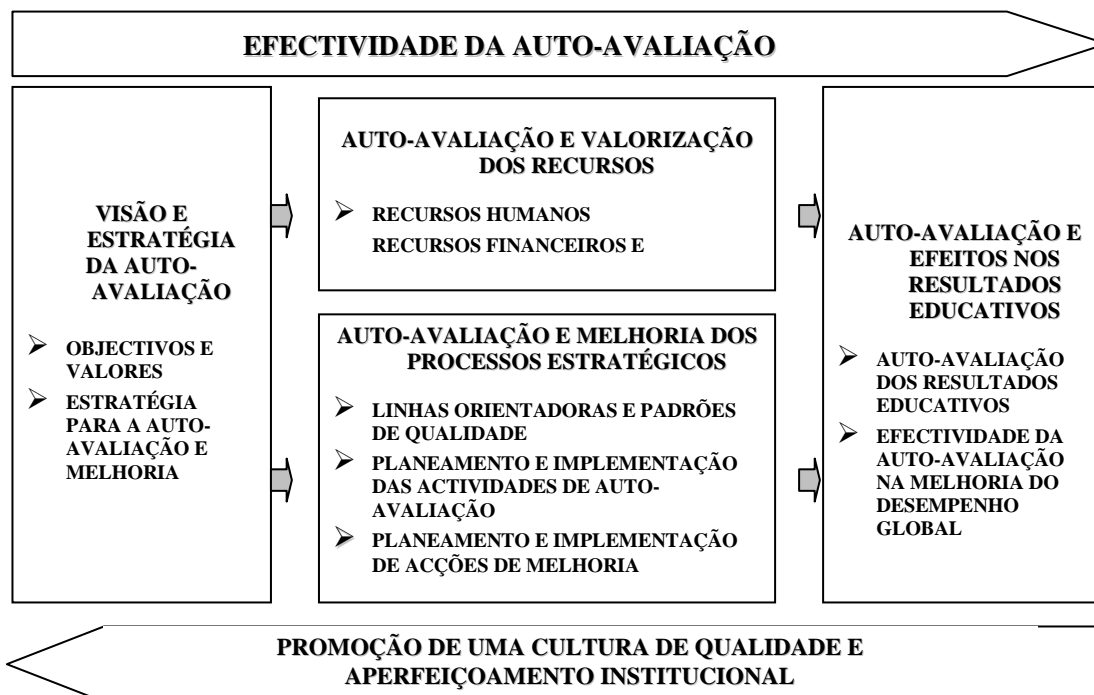 EFECTIVIDADE DA AUTO-AVALIAÇÃO
VISÃO E
ESTRATÉGIA
DA AUTO-
AVALIAÇÃO
OBJECTIVOS E
VALORES
ESTRATÉGIA
PARA A AUTO-
AVALIAÇÃO E
MELHORIA
AUTO-AVALIAÇÃO E VALORIZAÇÃO
DOS RECURSOS
RECURSOS HUMANOS
RECURSOS FINANCEIROS E
AUTO-AVALIAÇÃO E MELHORIA DOS
PROCESSOS ESTRATÉGICOS
LINHAS ORIENTADORAS E PADRÕES
DE QUALIDADE
PLANEAMENTO E IMPLEMENTAÇÃO
DAS ACTIVIDADES DE AUTO-
AVALIAÇÃO
PLANEAMENTO E IMPLEMENTAÇÃO
DE ACÇÕES DE MELHORIA
AUTO-AVALIAÇÃO E
EFEITOS NOS
RESULTADOS
EDUCATIVOS
AUTO-AVALIAÇÃO
DOS RESULTADOS
EDUCATIVOS
EFECTIVIDADE DA
AUTO-AVALIAÇÃO
NA MELHORIA DO
DESEMPENHO
GLOBAL
PROMOÇÃO DE UMA CULTURA DE QUALIDADE E
APERFEIÇOAMENTO INSTITUCIONAL